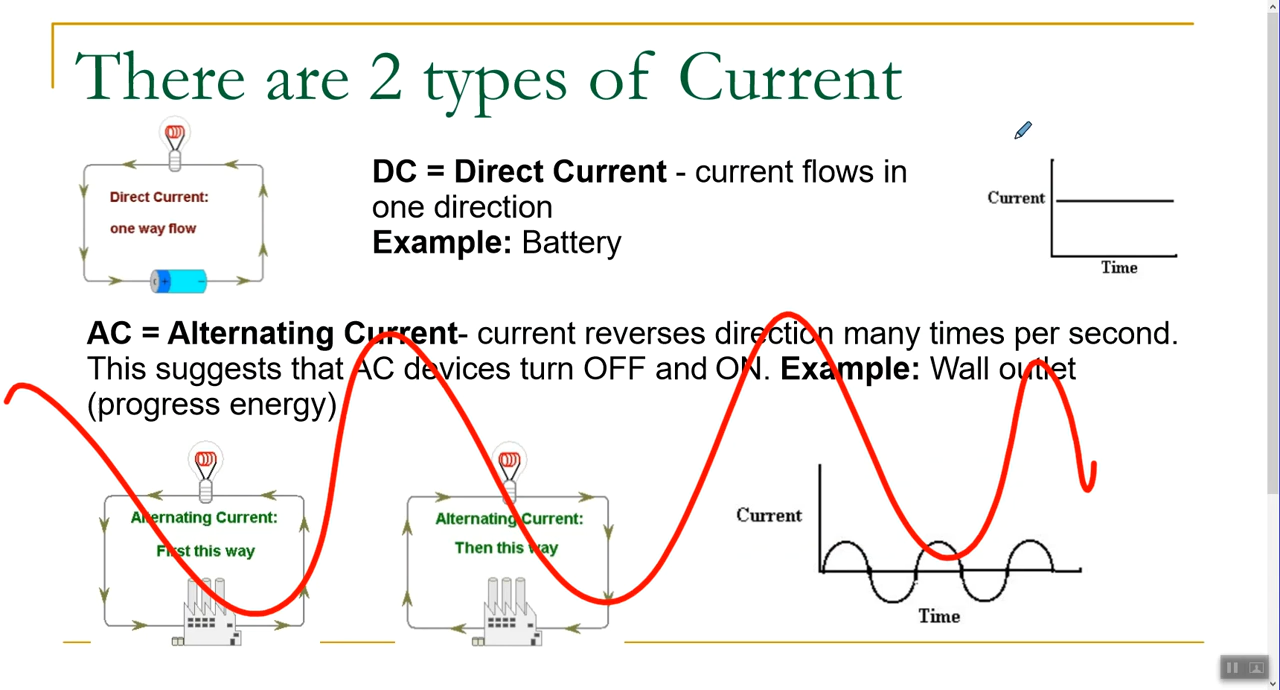 There are 2 types of Current
Direct Current:
one way flow
DC = Direct Current - current flows in
one direction
Example: Battery
Current
Time
AC = Alternating Current- current reverses direction many times per second.
This suggests that AC devices turn OFF and ON. Example: Wall outlet
(progress energy)
Alternating Current:
First this way
Alternating Current:
Then this way
Current
Time